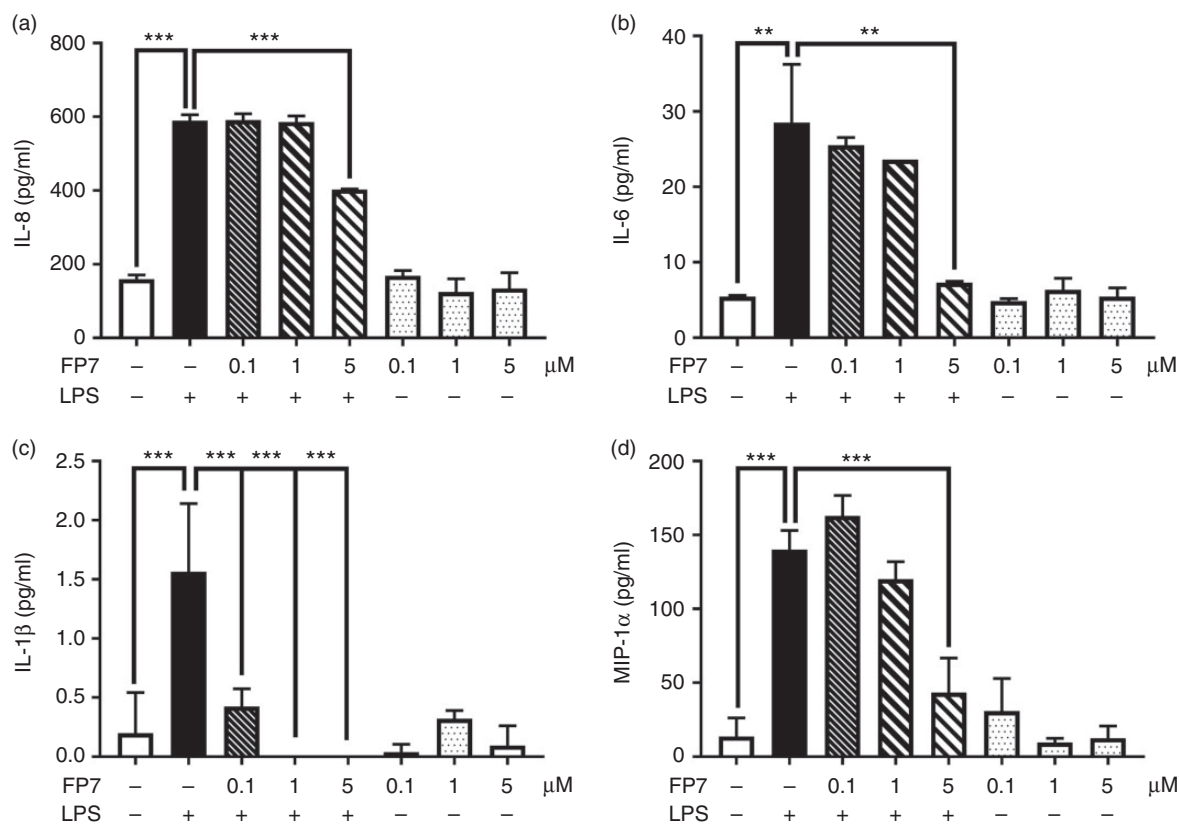 (a)
*** ***
800
600
400
200
0
IL-8 (pg/ml)
FP7 – – 0.1 1 5 0.1 1 5 μM
LPS – + + + + – – –
(b)
** **
40
30
20
10
0
IL-6 (pg/ml)
FP7 – – 0.1 1 5 0.1 1 5 μM
LPS – + + + + – – –
(c)
*** *** *** ***
2.5
2.0
1.5
1.0
0.5
0.0
IL-1β (pg/ml)
FP7 – – 0.1 1 5 0.1 1 5 μM
LPS – + + + + – – –
(d)
*** ***
200
150
100
50
0
MIP-1α (pg/ml)
FP7 – – 0.1 1 5 0.1 1 5 μM
LPS – + + + + – – –